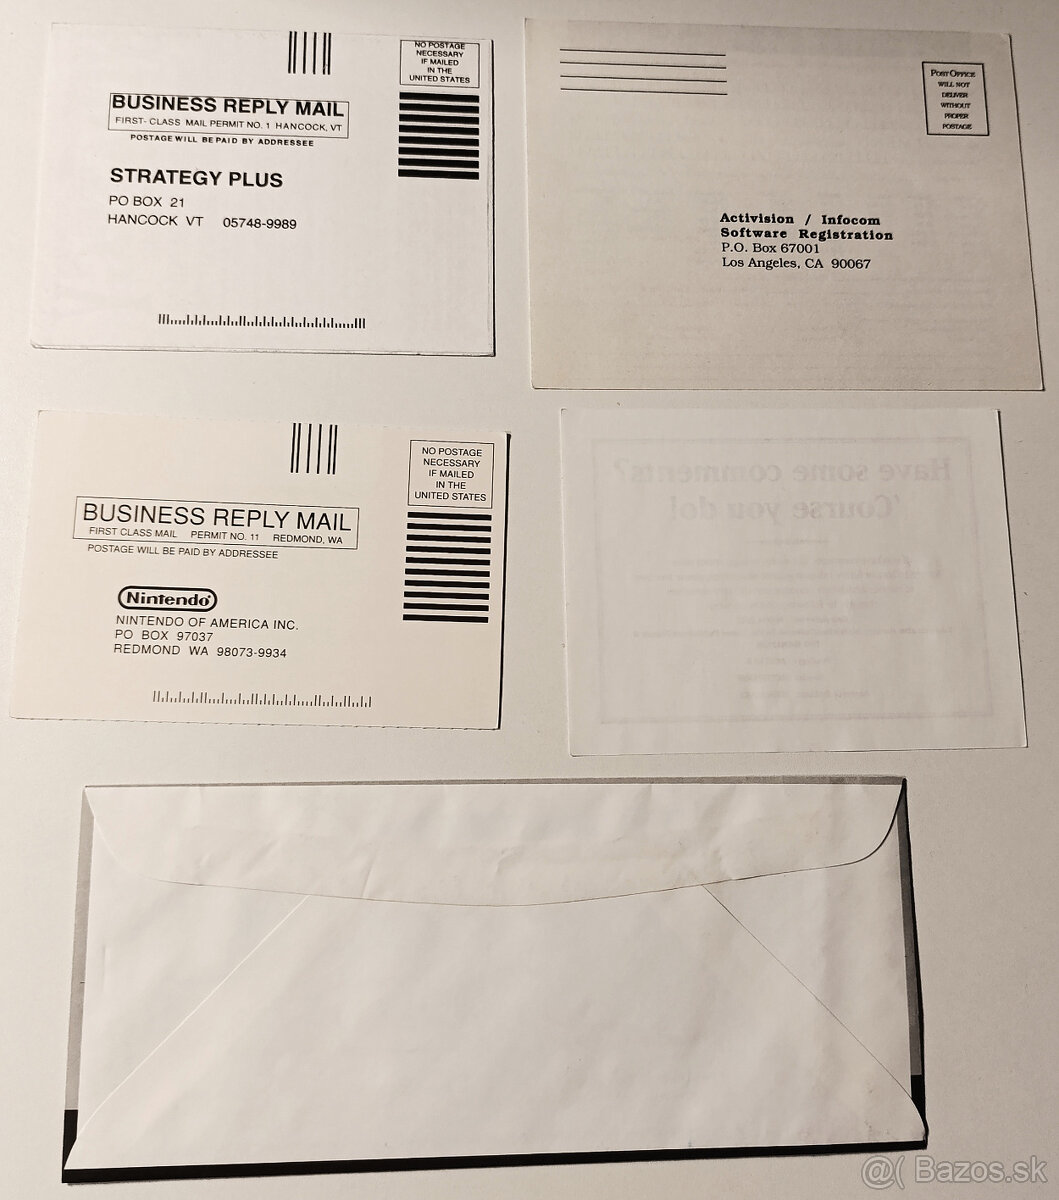 NO POSTAGE
NECESSARY
IF MAILED
IN THE
UNITED STATES
BUSINESS REPLY MAIL
FIRST- CLASS MAIL PERMIT NO. 1 HANCOCK, VT
POSTAGE WILL BE PAID BY ADDRESSEE
STRATEGY PLUS
PO BOX 21
HANCOCK VT 05748-9989
POST OFFICE
WILL NOT
DELIVER
WITHOUT
PROPER
POSTAGE
Activision / Infocom
Software Registration
P.O. Box 67001
Los Angeles, CA 90067
NO POSTAGE
NECESSARY
IF MAILED
IN THE
UNITED STATES
BUSINESS REPLY MAIL
FIRST CLASS MAIL PERMIT NO. 11 REDMOND, WA
POSTAGE WILL BE PAID BY ADDRESSEE
Nintendo
NINTENDO OF AMERICA INC.
PO BOX 97037
REDMOND WA 98073-9934
Have some comments?
'Course you do!
@( Bazos.sk